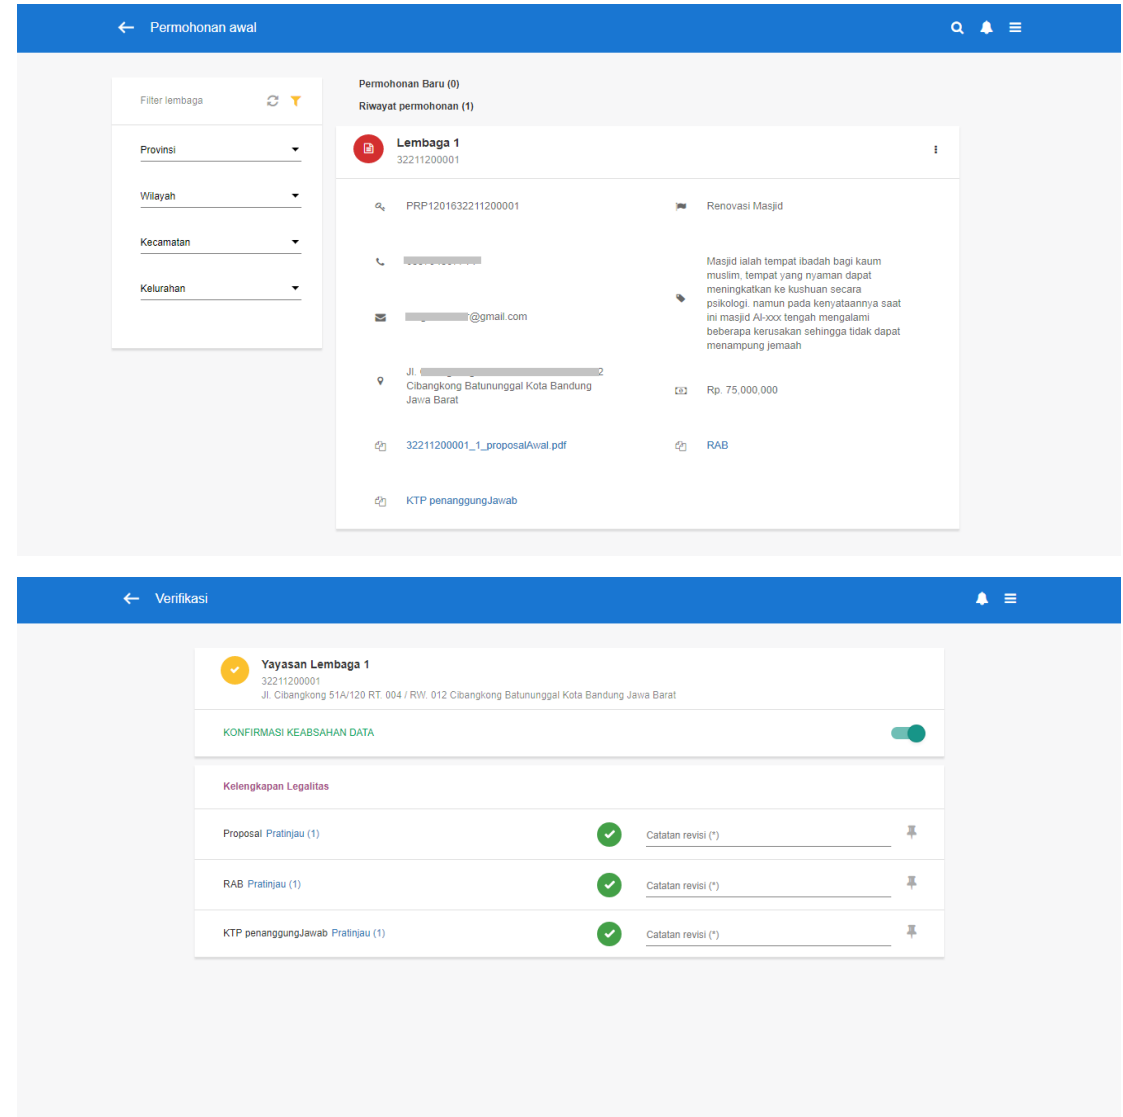 Permohonan awal
Filter lembaga
Provinsi
Wilayah
Kecamatan
Kelurahan
Permohonan Baru (0)
Riwayat permohonan (1)
Lembaga 1
32211200001
PRP1201632211200001
Renovasi Masjid
Masjid ialah tempat ibadah bagi kaum
muslim, tempat yang nyaman dapat
meningkatkan ke kushuan secara
psikologi. namun pada kenyataannya saat
ini masjid Al-xxx tengah mengalami
beberapa kerusakan sehingga tidak dapat
menampung jemaah
@gmail.com
Jl. 2
Cibangkong Batununggal Kota Bandung
Jawa Barat
Rp. 75,000,000
32211200001_1_proposalAwal.pdf
RAB
KTP penanggungJawab
Verifikasi
Yayasan Lembaga 1
32211200001
Jl. Cibangkong 51A/120 RT. 004 / RW. 012 Cibangkong Batununggal Kota Bandung Jawa Barat
KONFIRMASI KEABSAHAN DATA
Kelengkapan Legalitas
Proposal Pratinjau (1)
Catatan revisi (*)
RAB Pratinjau (1)
Catatan revisi (*)
KTP penanggungJawab Pratinjau (1)
Catatan revisi (*)